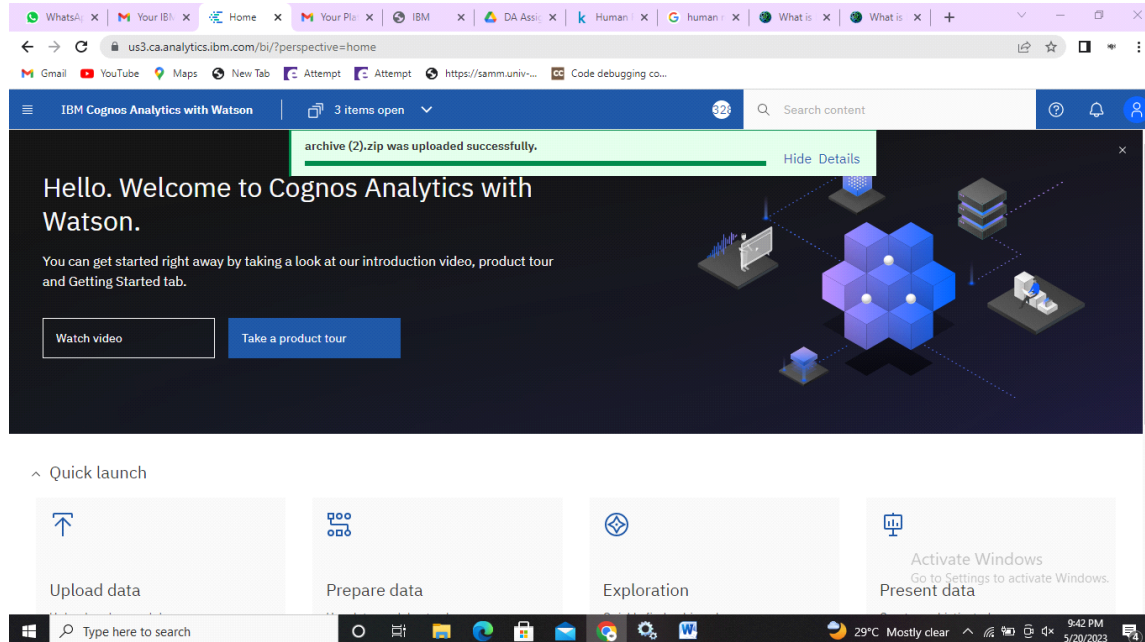 WhatsA
Your IBM
Home
Your Pla
IBM
DA Assig
Human
human r
What is
What is
us3.ca.analytics.ibm.com/bi/?perspective=home
Gmail
YouTube
Maps
New Tab
Attempt
Attempt
https://samm.univ-...
Code debugging co...
IBM Cognos Analytics with Watson
3 items open
Search content
archive (2).zip was uploaded successfully.
Hide Details
Hello. Welcome to Cognos Analytics with
Watson.
You can get started right away by taking a look at our introduction video, product tour
and Getting Started tab.
Watch video
Take a product tour
Quick launch
Activate Windows
Go to Settings to activate Windows.
Upload data
Prepare data
Exploration
Present data
Type here to search
29°C Mostly clear
9:42 PM
5/20/2023